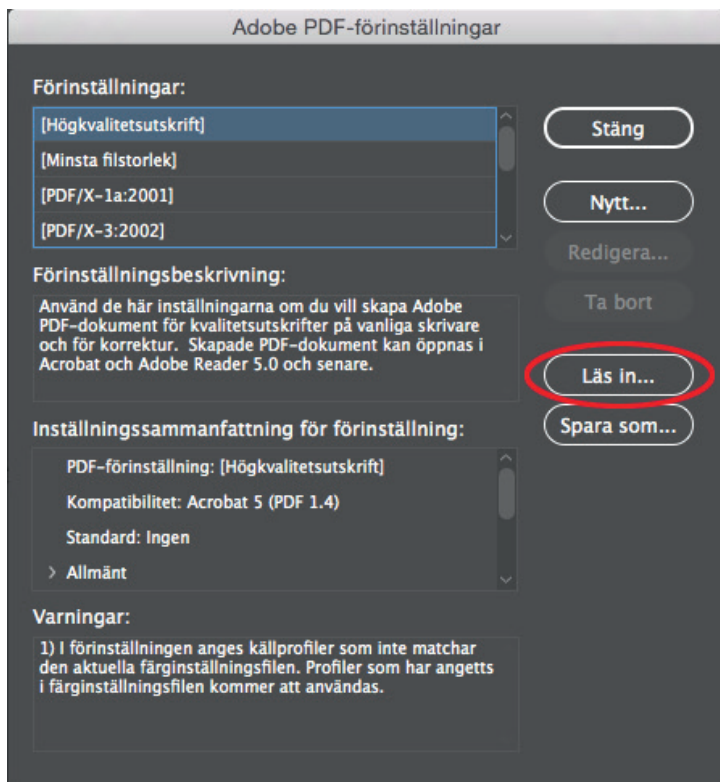 Adobe PDF-förinställningar
Förinställningar:
[Högkvalitetsutskrift]
[Minsta filstorlek]
[PDF/X-1a:2001]
[PDF/X-3:2002]
Stäng
Nytt...
Redigera...
Ta bort
Läs in...
Spara som...
Förinställningsbeskrivning:
Använd de här inställningarna om du vill skapa Adobe
PDF-dokument för kvalitetsutskrifter på vanliga skrivare
och för korrektur. Skapade PDF-dokument kan öppnas i
Acrobat och Adobe Reader 5.0 och senare.
Inställningssammanfattning för förinställning:
PDF-förinställning: [Högkvalitetsutskrift]
Kompatibilitet: Acrobat 5 (PDF 1.4)
Standard: Ingen
> Allmänt
Varningar:
1) I förinställningen anges källprofiler som inte matchar
den aktuella färginställningsfilen. Profiler som har angetts
i färginställningsfilen kommer att användas.